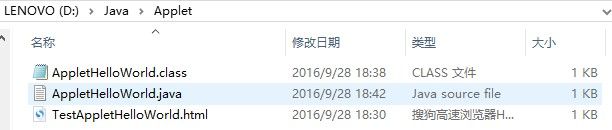 LENOVO (D:) > Java > Applet
名称 修改日期 类型 大小
AppletHelloWorld.class 2016/9/28 18:38 CLASS 文件 1 KB
AppletHelloWorld.java 2016/9/28 18:42 Java source file 1 KB
TestAppletHelloWorld.html 2016/9/28 18:30 搜狗高速浏览器H... 1 KB